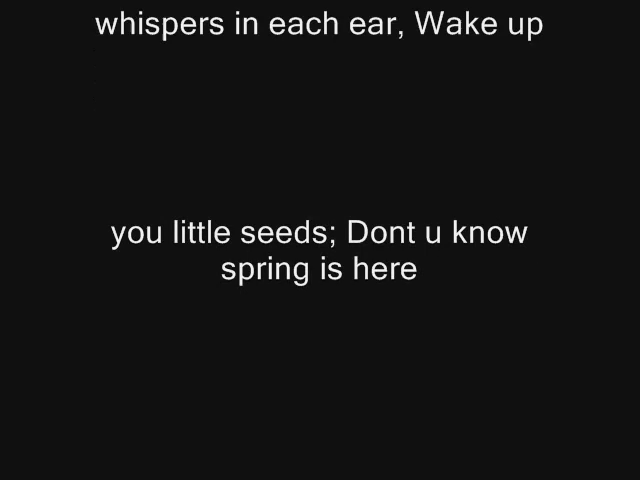 whispers in each ear, Wake up
you little seeds; Dont u know
spring is here